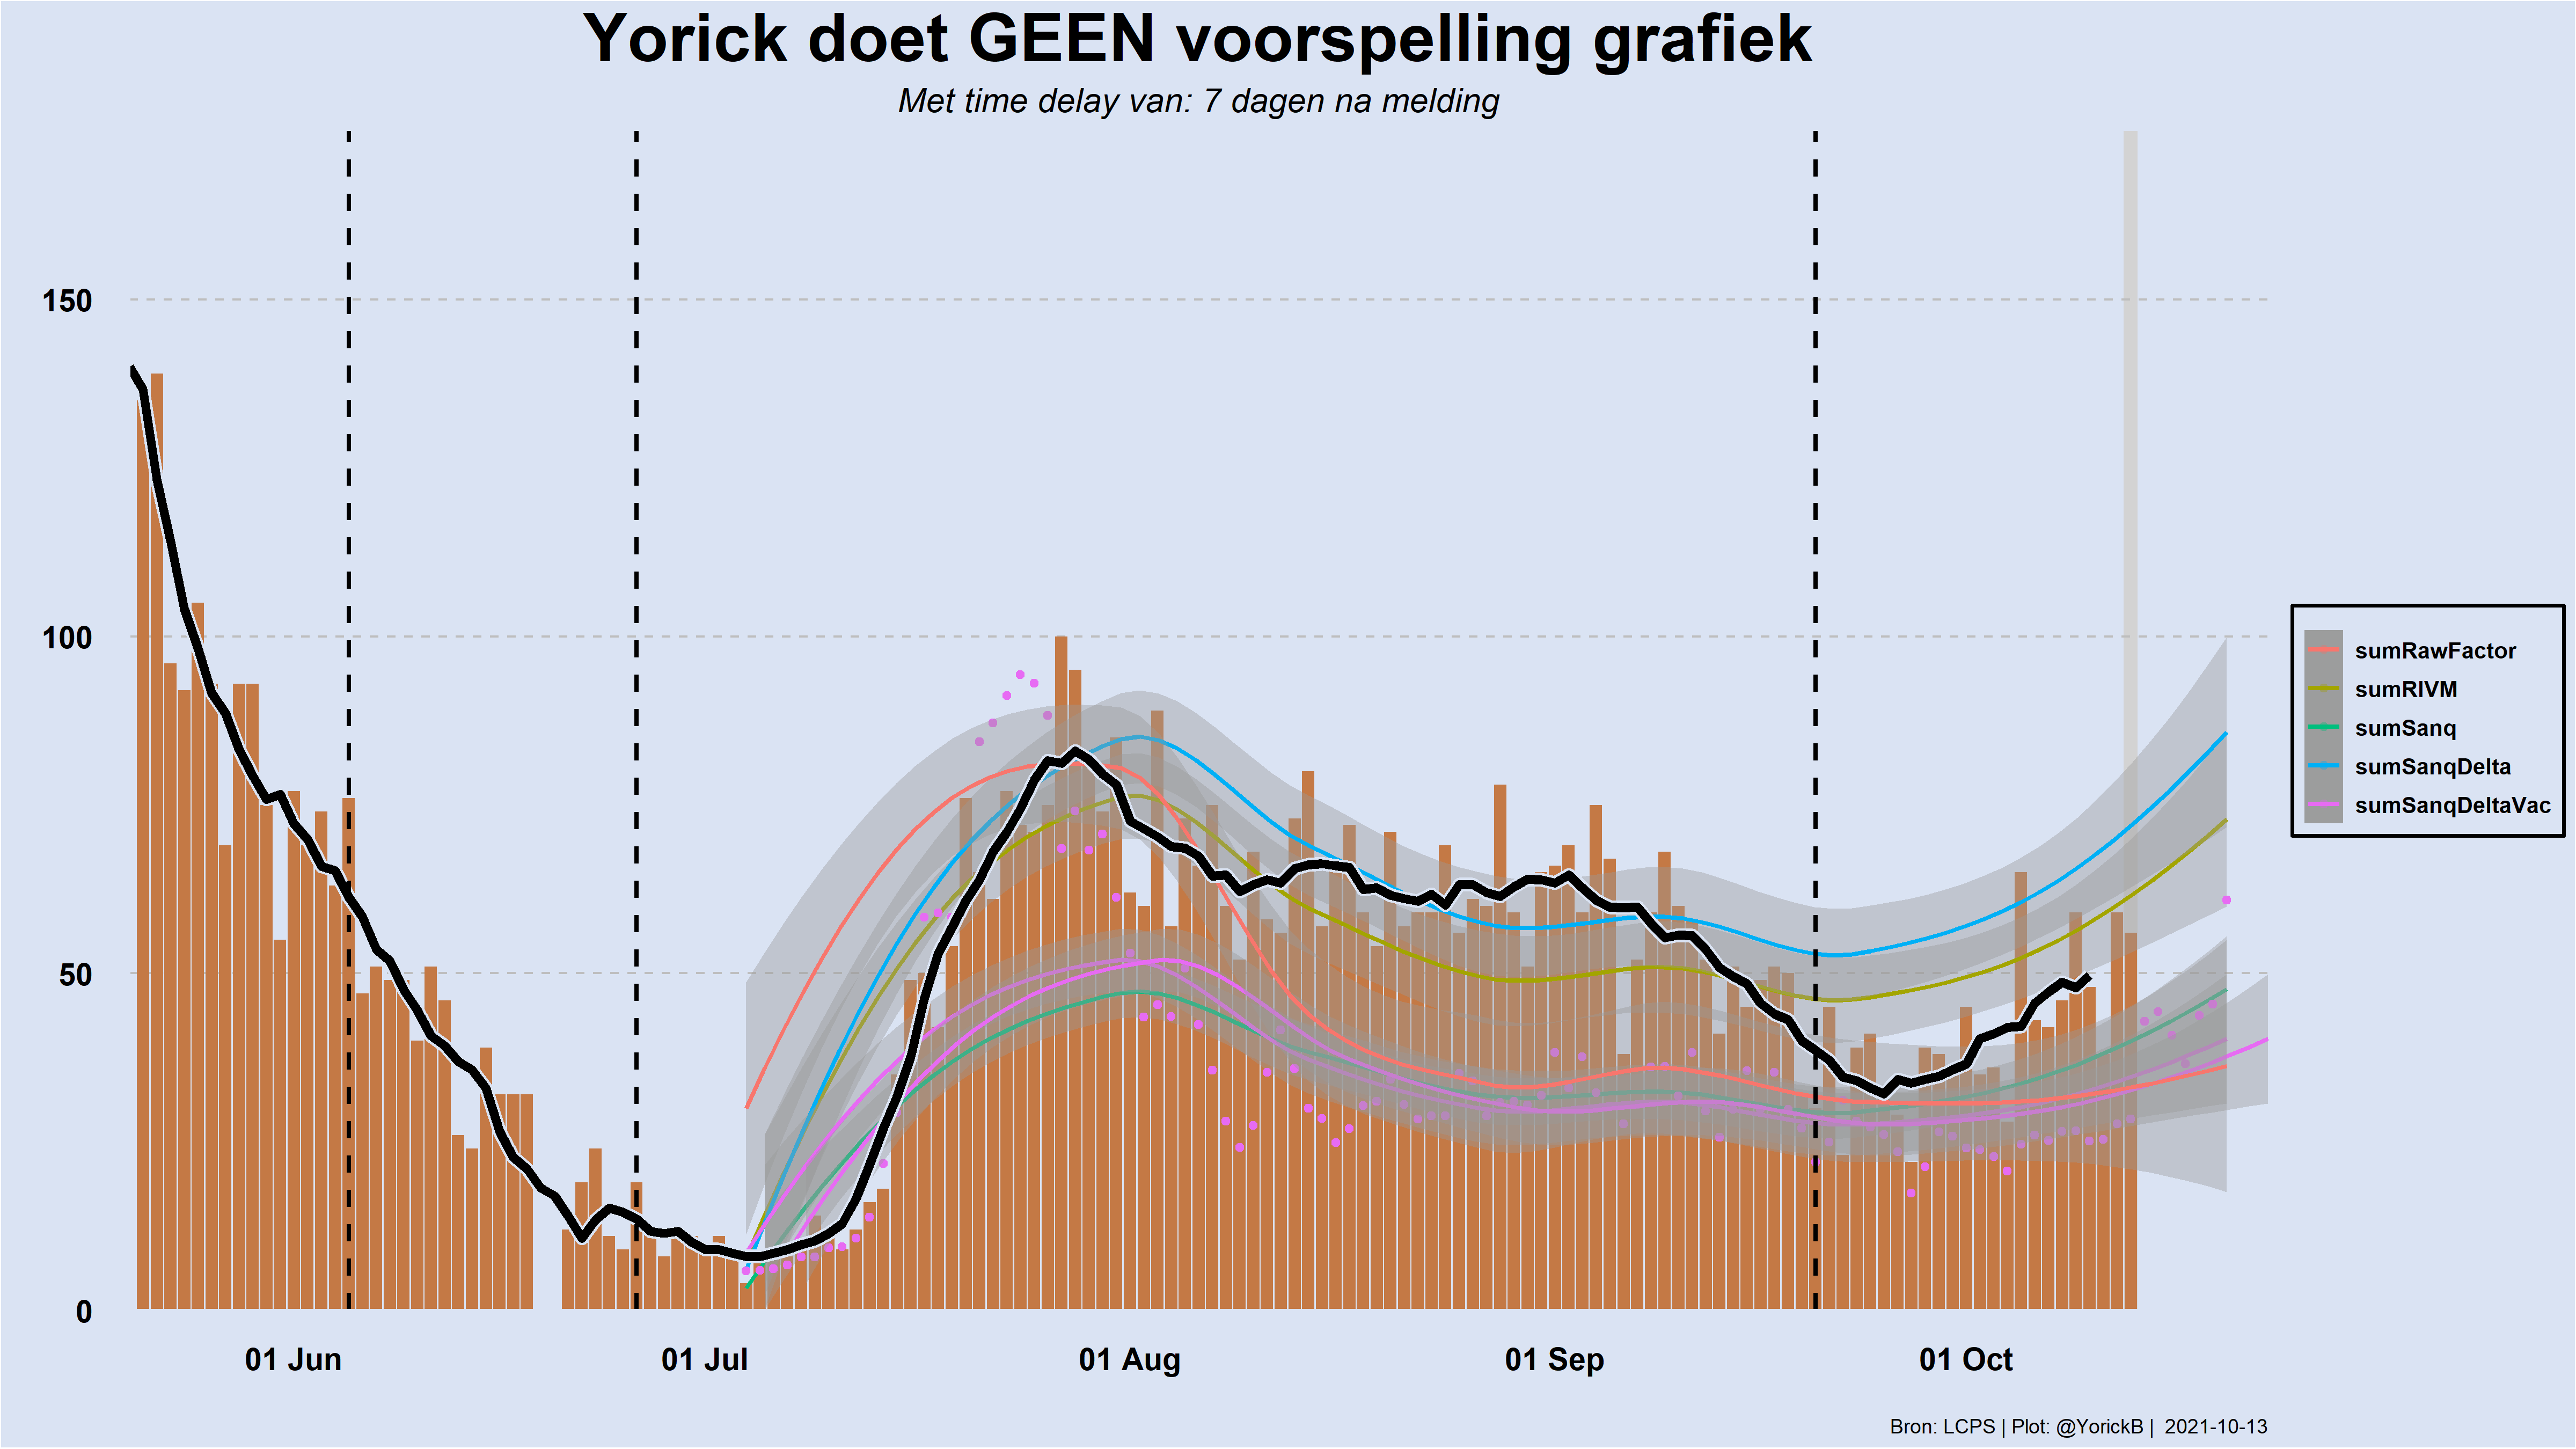 Yorick doet GEEN voorspelling grafiek
Met time delay van: 7 dagen na melding
150
100
50
0
01 Jun
01 Jul
01 Aug
01 Sep
01 Oct
sumRawFactor
sumRIVM
sumSanq
sumSanqDelta
sumSanqDeltaVac
Bron: LCPS | Plot: @YorickB | 2021-10-13